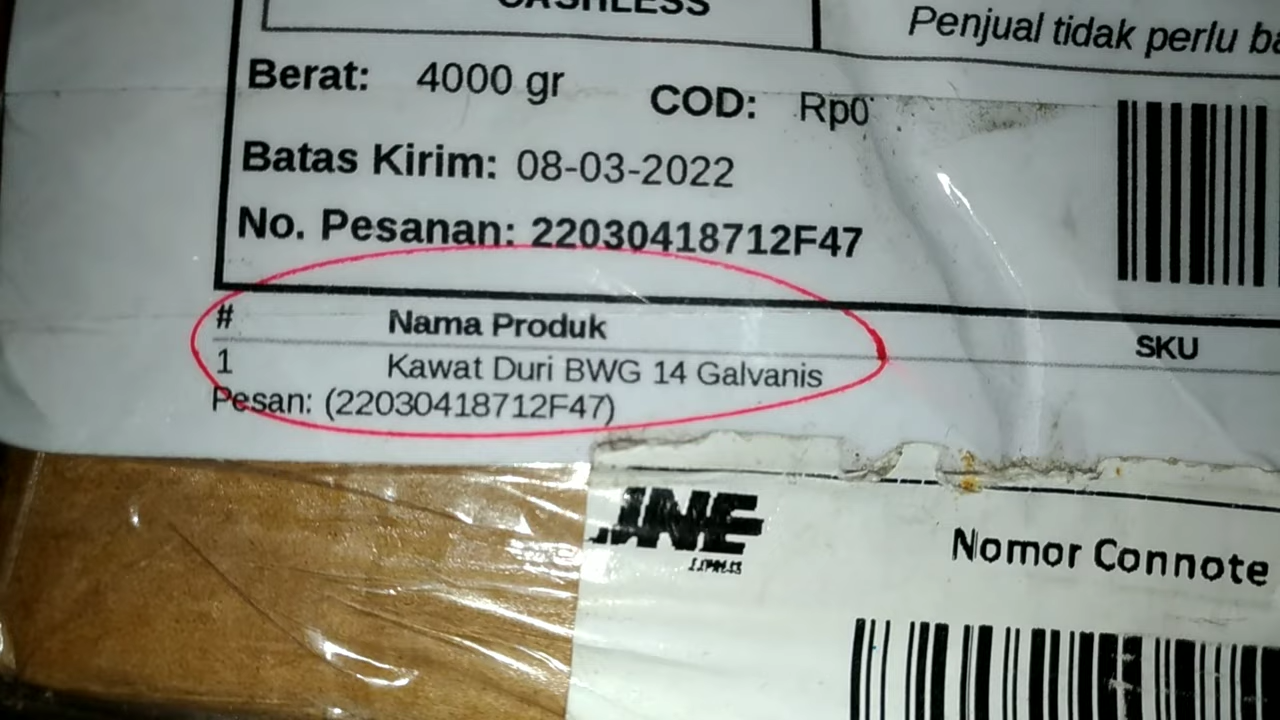 CASHLESS
Penjual tidak perlu
Berat: 4000 gr
COD: Rp0
Batas Kirim: 08-03-2022
No. Pesanan: 22030418712F47
# Nama Produk SKU
1 Kawat Duri BWG 14 Galvanis
Pesan: (22030418712F47)
JNE
EXPRESS
Nomor Connote